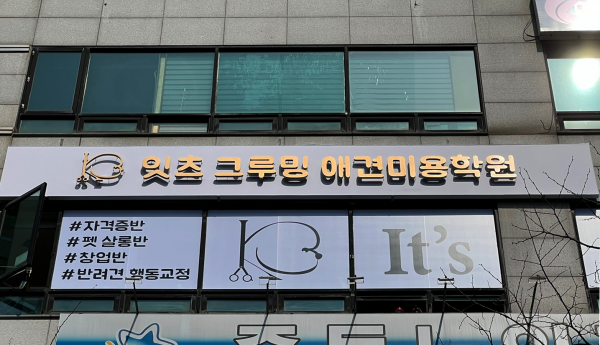 잇츠 그루밍 애견미용학원
#자격증반
#펫 살롱반
#창업반
#반려견 행동교정
It's